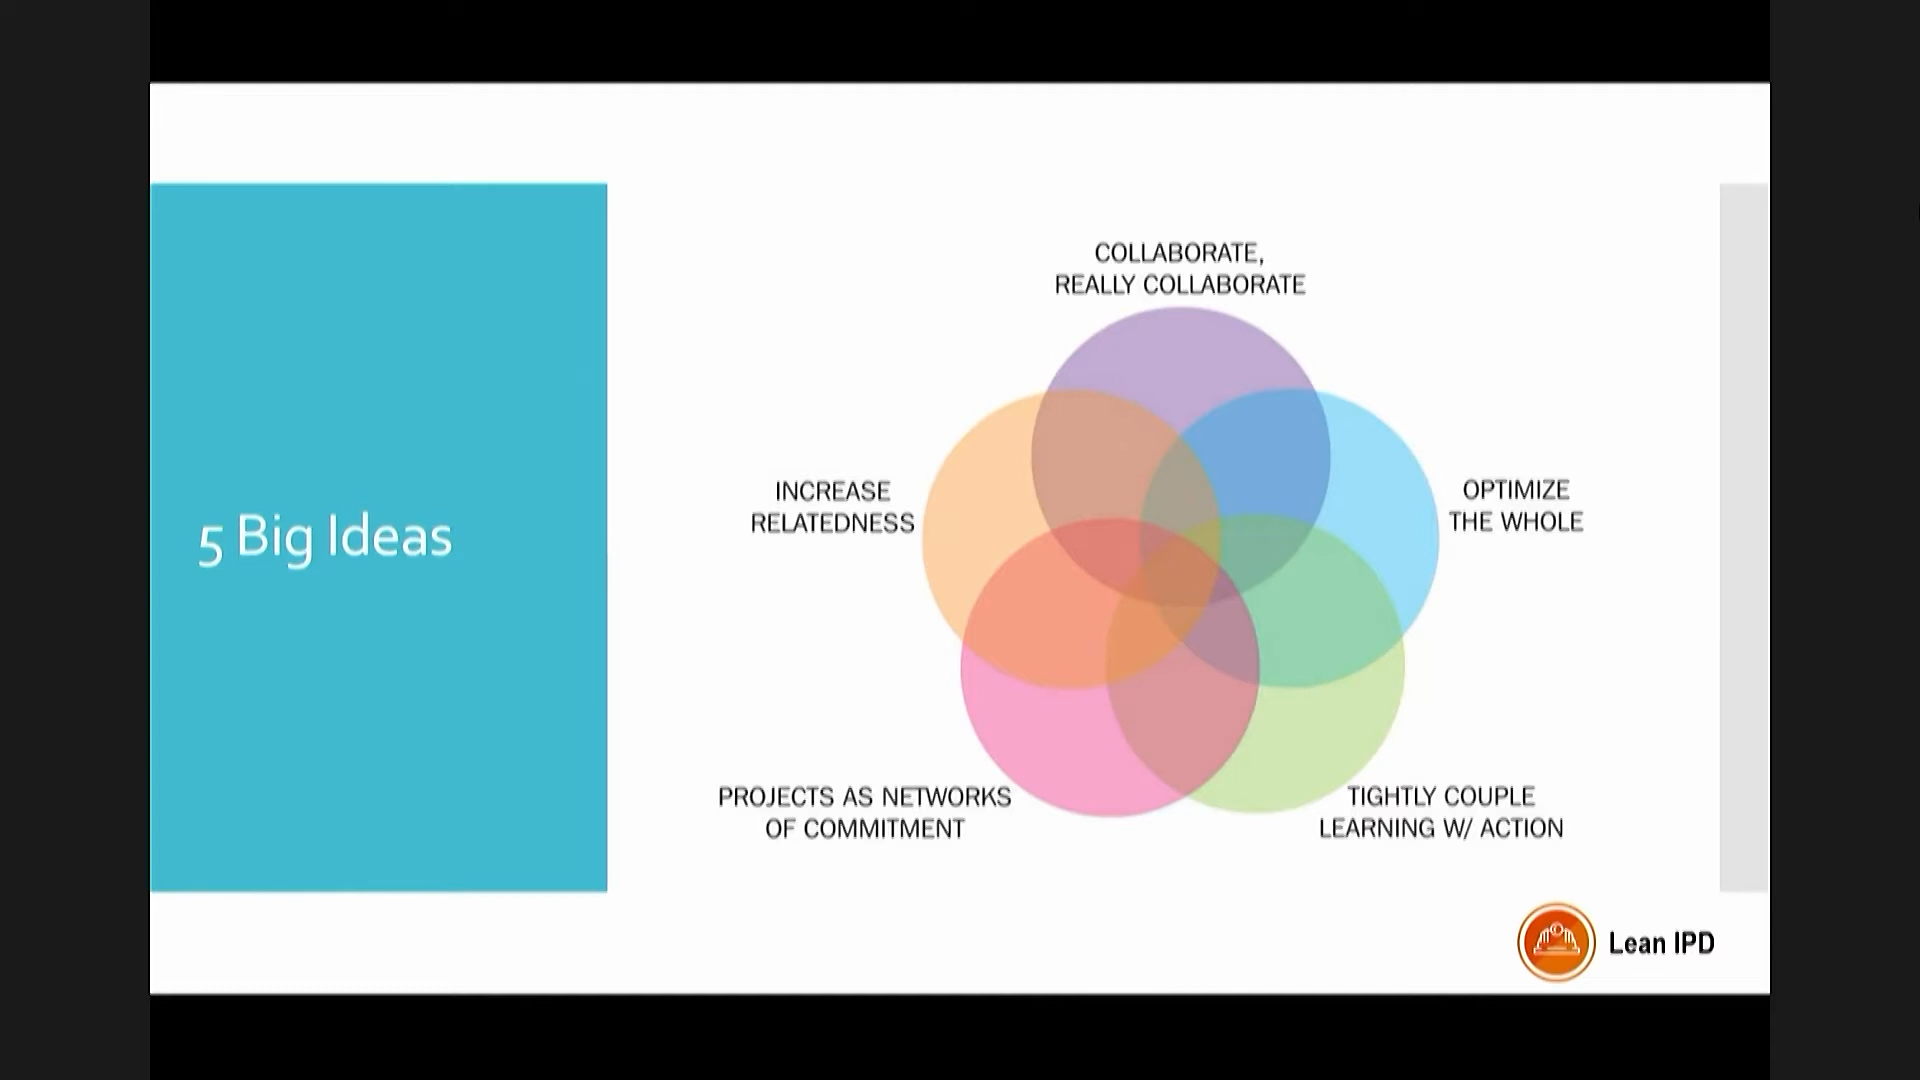 5 Big Ideas
COLLABORATE,
REALLY COLLABORATE
INCREASE
RELATEDNESS
OPTIMIZE
THE WHOLE
PROJECTS AS NETWORKS
OF COMMITMENT
TIGHTLY COUPLE
LEARNING W/ ACTION
Lean IPD